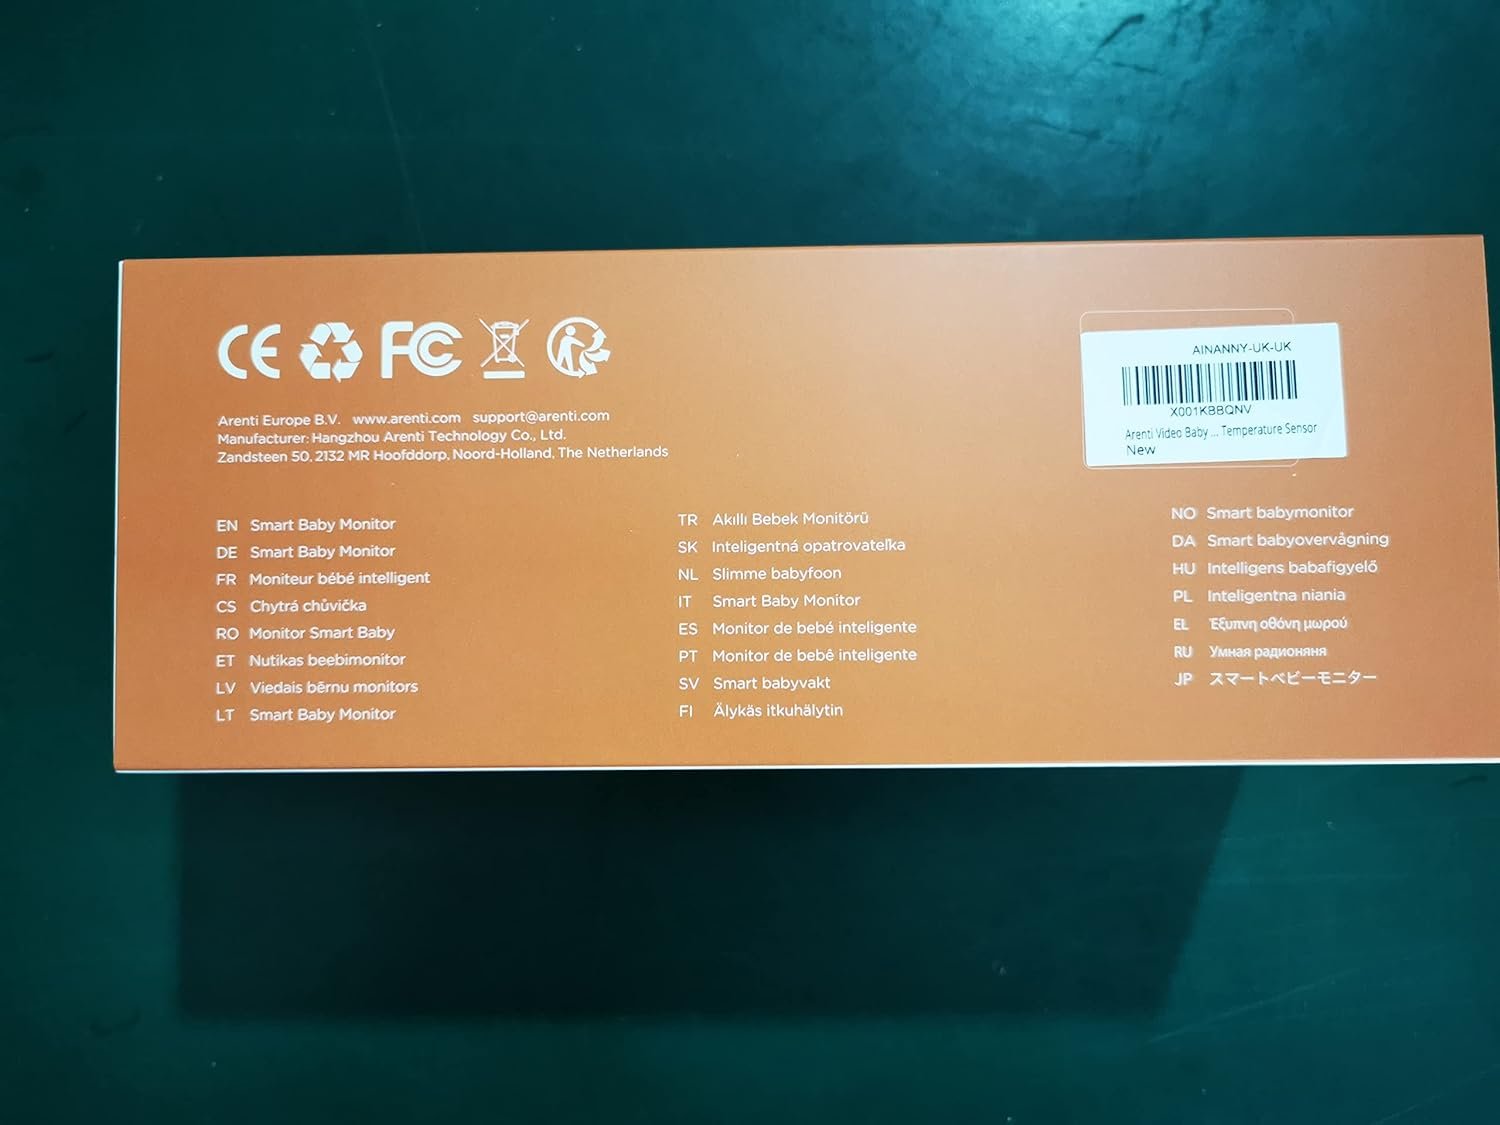 CE FC
Arenti Europe B.V. www.arenti.com support@arenti.com
Manufacturer: Hangzhou Arenti Technology Co., Ltd.
Zandsteen 50, 2132 MR Hoofddorp, Noord-Holland, The Netherlands
AINANNY-UK-UK
X001KBBQNV
Arenti Video Baby ... Temperature Sensor
New
EN Smart Baby Monitor
DE Smart Baby Monitor
FR Moniteur bébé intelligent
CS Chytrá chůvička
RO Monitor Smart Baby
ET Nutikas beebimonitor
LV Viedais bērnu monitors
LT Smart Baby Monitor
TR Akıllı Bebek Monitörü
SK Inteligentná opatrovateľka
NL Slimme babyfoon
IT Smart Baby Monitor
ES Monitor de bebé inteligente
PT Monitor de bebê inteligente
SV Smart babyvakt
FI Älykäs itkuhälytin
NO Smart babymonitor
DA Smart babyovervågning
HU Intelligens babafigyelő
PL Inteligentna niania
EL Έξυπνη οθόνη μωρού
RU Умная радионяня
JP スマートベビーモニター